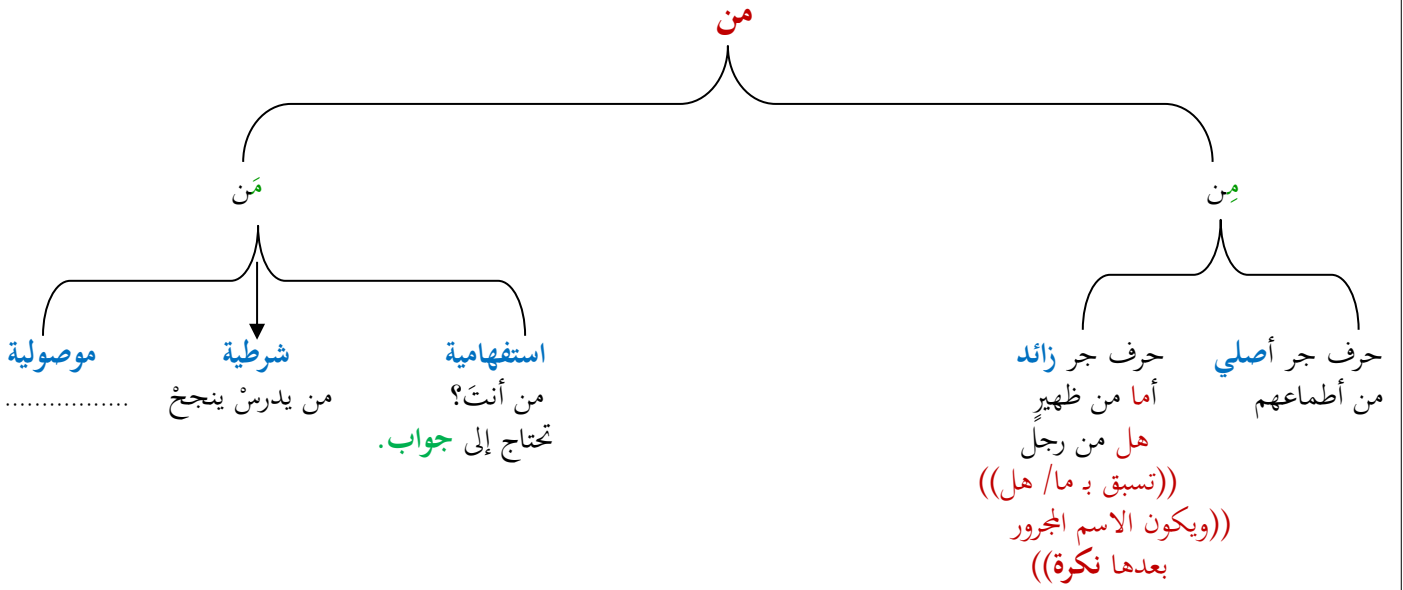 من
مِن
مَن
حرف جر أصلي
من أطماعهم
حرف جر زائد
أما من ظهيرٍ
هل من رجل
((تسبق بـ ما/ هل))
((ويكون الاسم المجرور
بعدها نكرة))
استفهامية
من أنتَ؟
تحتاج إلى جواب.
شرطية
من يدرسْ ينجحْ
موصولية
.................